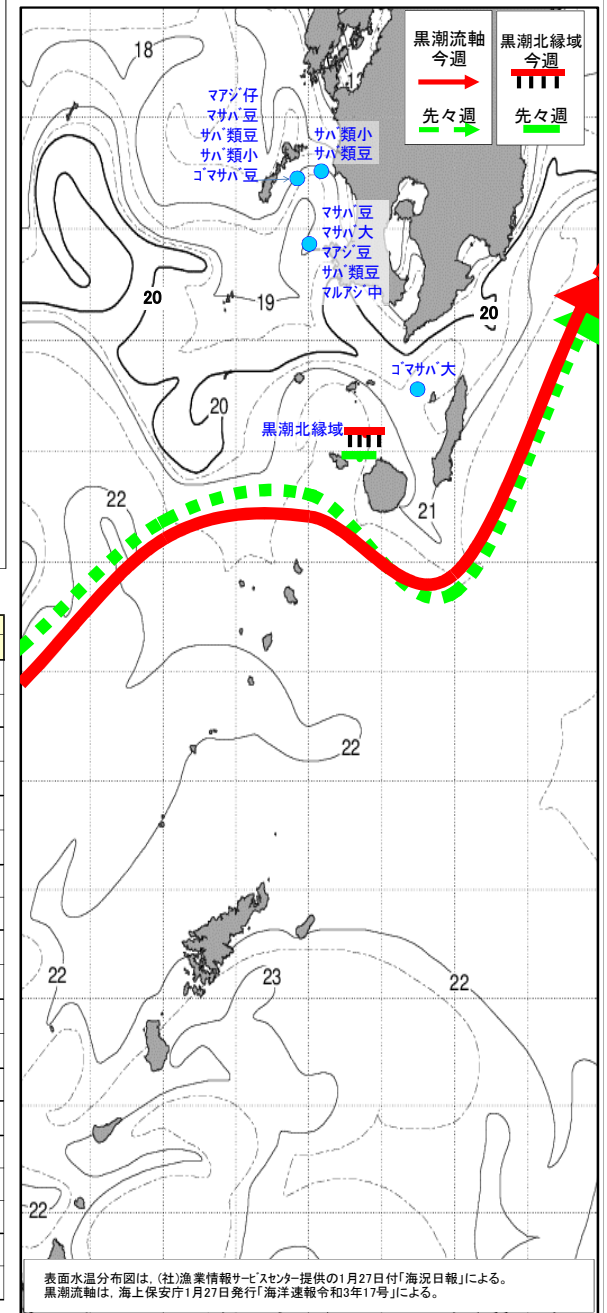 黒潮流軸
今週
先々週
黒潮北縁域
今週
先々週
18
マアジ仔
マサバ豆
サバ類豆
サバ類小
ゴマサバ豆
サバ類小
サバ類豆
マサバ豆
マサバ大
マアジ豆
サバ類豆
マルアジ中
20
19
20
20
ゴマサバ大
黒潮北縁域
22
21
22
22
23
22
22
表面水温分布図は, (社)漁業情報サービスセンター提供の1月27日付「海況日報」による。
黒潮流軸は, 海上保安庁1月27日発行「海洋速報令和3年17号」による。